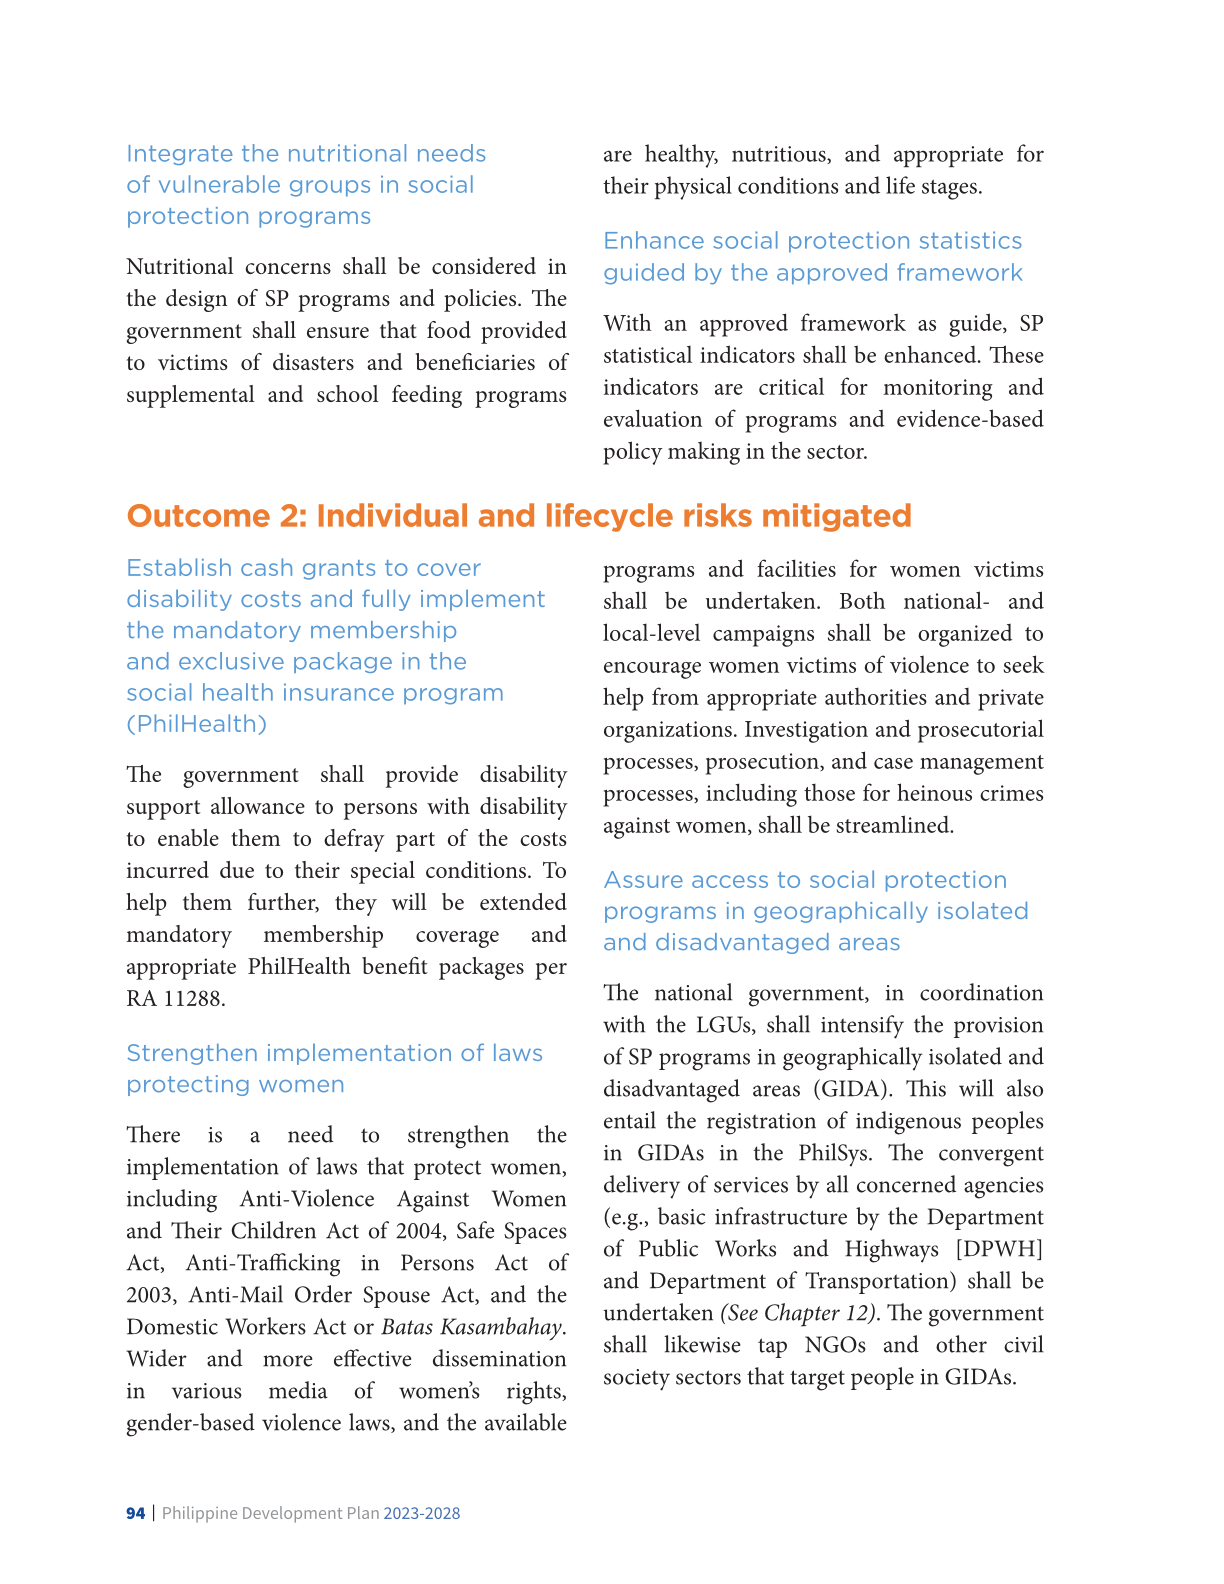 Integrate the nutritional needs
of vulnerable groups in social
protection programs
Nutritional concerns shall be considered in
the design of SP programs and policies. The
government shall ensure that food provided
to victims of disasters and beneficiaries of
supplemental and school feeding programs
are healthy, nutritious, and appropriate for
their physical conditions and life stages.
Enhance social protection statistics
guided by the approved framework
With an approved framework as guide, SP
statistical indicators shall be enhanced. These
indicators are critical for monitoring and
evaluation of programs and evidence-based
policy making in the sector.
Outcome 2: Individual and lifecycle risks mitigated
Establish cash grants to cover
disability costs and fully implement
the mandatory membership
and exclusive package in the
social health insurance program
(PhilHealth)
The government shall provide disability
support allowance to persons with disability
to enable them to defray part of the costs
incurred due to their special conditions. To
help them further, they will be extended
mandatory membership coverage and
appropriate PhilHealth benefit packages per
RA 11288.
Strengthen implementation of laws
protecting women
There is a need to strengthen the
implementation of laws that protect women,
including Anti-Violence Against Women
and Their Children Act of 2004, Safe Spaces
Act, Anti-Trafficking in Persons Act of
2003, Anti-Mail Order Spouse Act, and the
Domestic Workers Act or Batas Kasambahay.
Wider and more effective dissemination
in various media of women’s rights,
gender-based violence laws, and the available
programs and facilities for women victims
shall be undertaken. Both national- and
local-level campaigns shall be organized to
encourage women victims of violence to seek
help from appropriate authorities and private
organizations. Investigation and prosecutorial
processes, prosecution, and case management
processes, including those for heinous crimes
against women, shall be streamlined.
Assure access to social protection
programs in geographically isolated
and disadvantaged areas
The national government, in coordination
with the LGUs, shall intensify the provision
of SP programs in geographically isolated and
disadvantaged areas (GIDA). This will also
entail the registration of indigenous peoples
in GIDAs in the PhilSys. The convergent
delivery of services by all concerned agencies
(e.g., basic infrastructure by the Department
of Public Works and Highways [DPWH]
and Department of Transportation) shall be
undertaken (See Chapter 12). The government
shall likewise tap NGOs and other civil
society sectors that target people in GIDAs.
94 | Philippine Development Plan 2023-2028